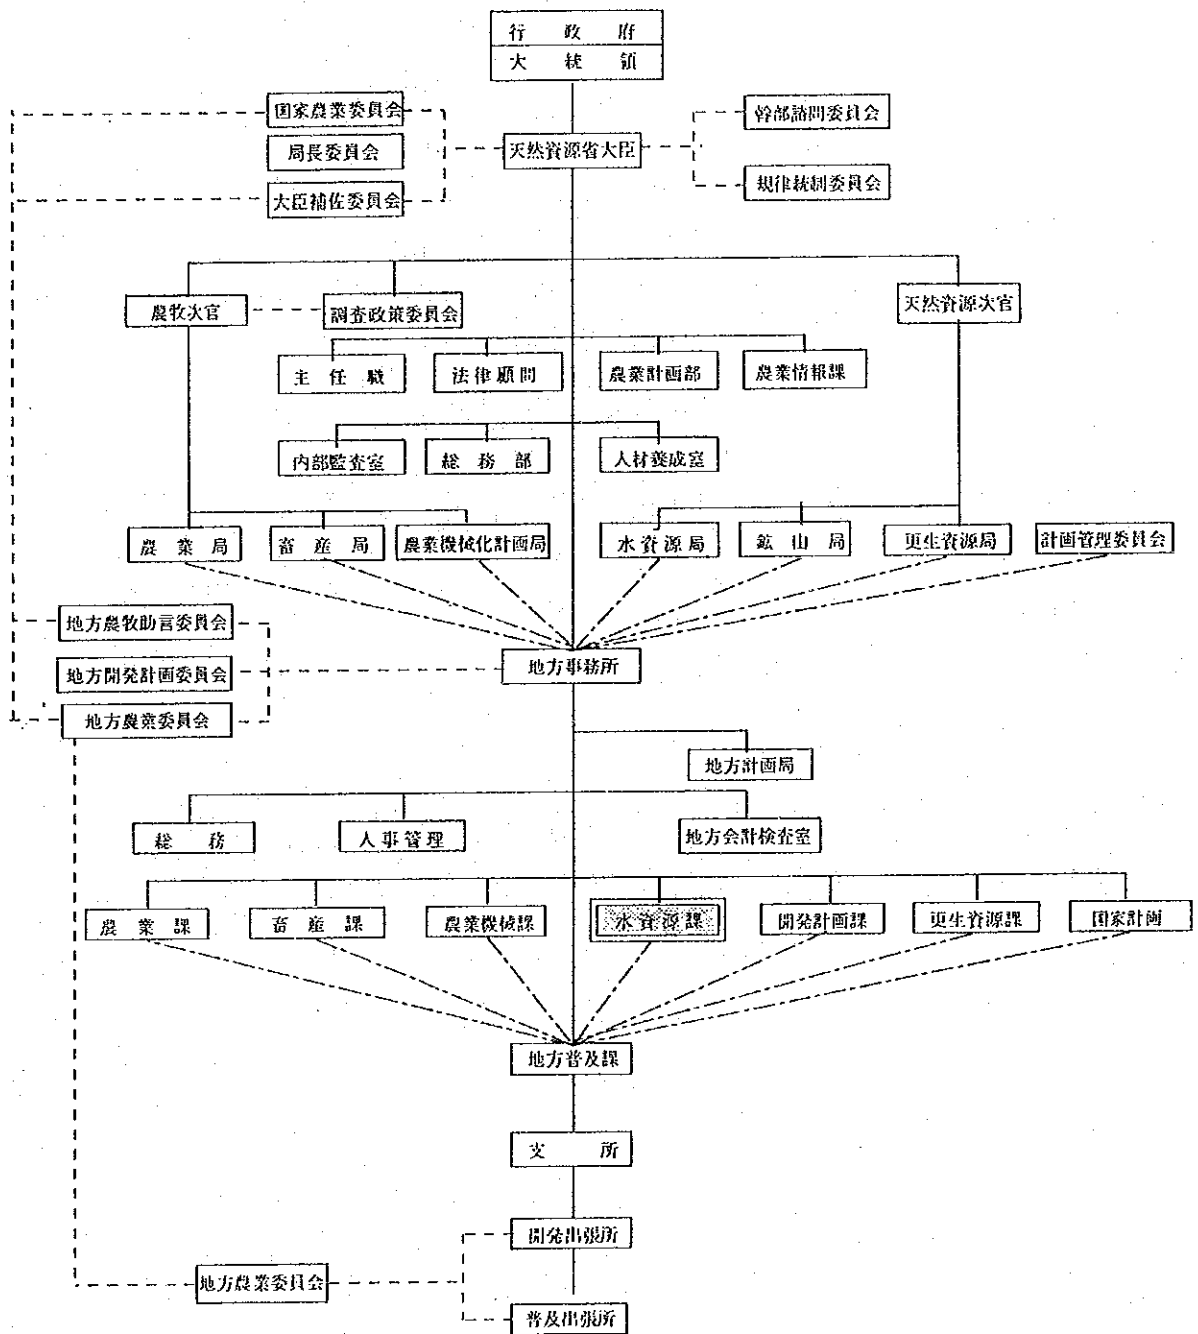 行政府
大統領
国家農業委員会
幹部諮問委員会
局長委員会
天然資源省大臣
大臣補佐委員会
規律統制委員会
農牧次官
調査政策委員会
天然資源次官
主任職
法律顧問
農業計画部
農業情報課
内部監査室
総務部
人材養成室
農業局
畜産局
農業機械化計画局
水資源局
鉱山局
更生資源局
計画管理委員会
地方農牧助言委員会
地方開発計画委員会
地方事務所
地方農業委員会
地方計画局
総務
人事管理
地方会計検査室
農業課
畜産課
農業機械課
水資源課
開発計画課
更生資源課
国家計画
地方普及課
支所
開発出張所
地方農業委員会
普及出張所